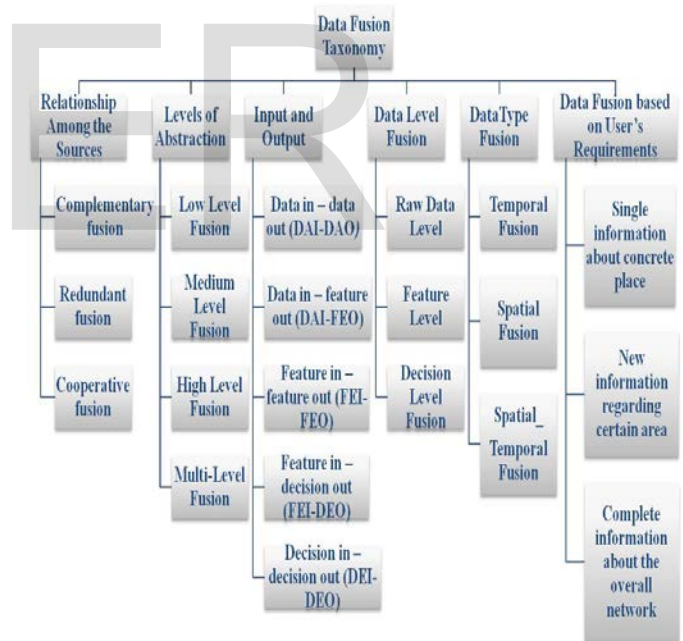 Data Fusion
Taxonomy
Relationship
Among the
Sources
Complementary
fusion
Redundant
fusion
Cooperative
fusion
Levels of
Abstraction
Low Level
Fusion
Medium
Level
Fusion
High Level
Fusion
Multi-Level
Fusion
Input and
Output
Data in – data
out (DAI-DAO)
Data in – feature
out (DAI-FEO)
Feature in –
feature out (FEI-
FEO)
Feature in –
decision out
(FEI-DEO)
Decision in –
decision out (DEI-
DEO)
Data Level
Fusion
Raw Data
Level
Feature
Level
Decision
Level
Fusion
DataType
Fusion
Temporal
Fusion
Spatial
Fusion
Spatial_
Temporal
Fusion
Data Fusion based
on User's
Requirements
Single
information
about concrete
place
New
information
regarding
certain area
Complete
information
about the
overall
network
ER